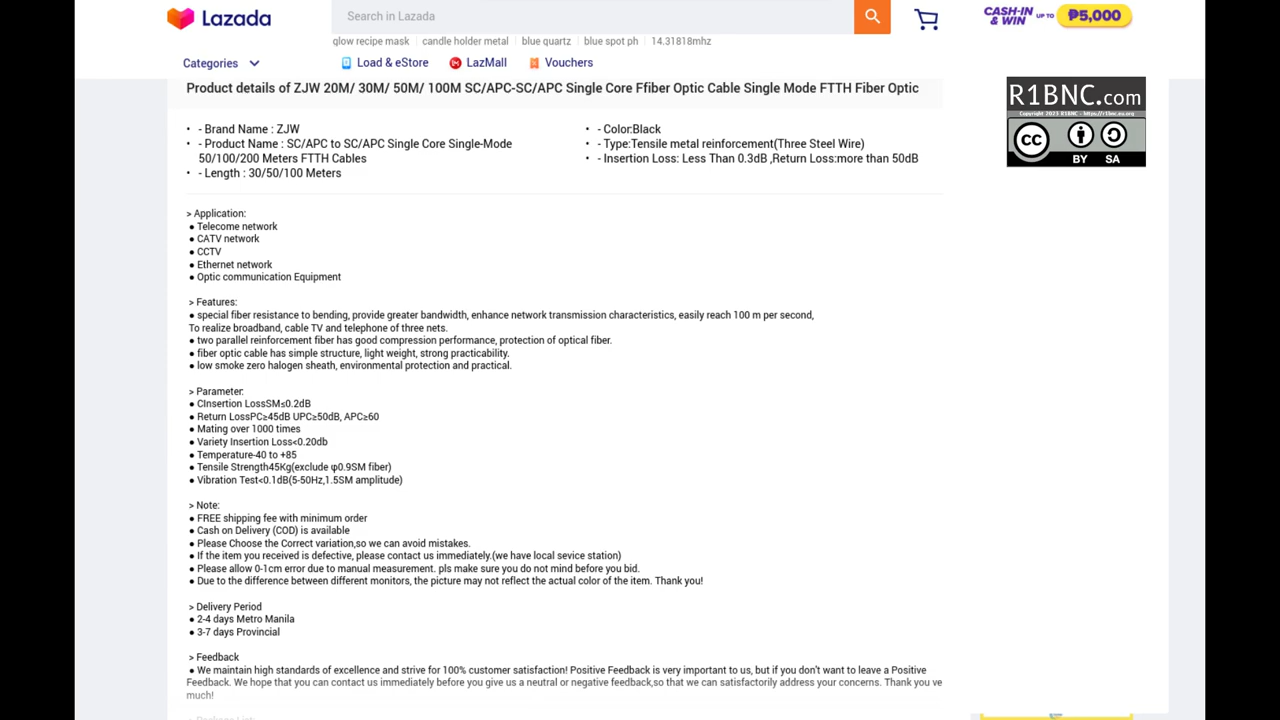 Lazada
Search in Lazada
CASH-IN & WIN UP TO ₱5,000
glow recipe mask | candle holder metal | blue quartz | blue spot ph | 14.31818mhz
Categories
Load & eStore
LazMall
Vouchers
Product details of ZJW 20M/ 30M/ 50M/ 100M SC/APC-SC/APC Single Core Ffiber Optic Cable Single Mode FTTH Fiber Optic
R1BNC.com
Copyright 2023 R1BNC - https://r1bnc.eu.org
CC BY SA
• - Brand Name : ZJW
• - Product Name : SC/APC to SC/APC Single Core Single-Mode
50/100/200 Meters FTTH Cables
• - Length : 30/50/100 Meters
• - Color:Black
• - Type:Tensile metal reinforcement(Three Steel Wire)
• - Insertion Loss: Less Than 0.3dB ,Return Loss:more than 50dB
> Application:
● Telecome network
● CATV network
● CCTV
● Ethernet network
● Optic communication Equipment
> Features:
● special fiber resistance to bending, provide greater bandwidth, enhance network transmission characteristics, easily reach 100 m per second,
To realize broadband, cable TV and telephone of three nets.
● two parallel reinforcement fiber has good compression performance, protection of optical fiber.
● fiber optic cable has simple structure, light weight, strong practicability.
● low smoke zero halogen sheath, environmental protection and practical.
> Parameter:
● CInsertion LossSM≤0.2dB
● Return LossPC≥45dB UPC≥50dB, APC≥60
● Mating over 1000 times
● Variety Insertion Loss<0.20db
● Temperature-40 to +85
● Tensile Strength45Kg(exclude φ0.9SM fiber)
● Vibration Test<0.1dB(5-50Hz,1.5SM amplitude)
> Note:
● FREE shipping fee with minimum order
● Cash on Delivery (COD) is available
● Please Choose the Correct variation,so we can avoid mistakes.
● If the item you received is defective, please contact us immediately.(we have local sevice station)
● Please allow 0-1cm error due to manual measurement. pls make sure you do not mind before you bid.
● Due to the difference between different monitors, the picture may not reflect the actual color of the item. Thank you!
> Delivery Period
● 2-4 days Metro Manila
● 3-7 days Provincial
> Feedback
● We maintain high standards of excellence and strive for 100% customer satisfaction! Positive Feedback is very important to us, but if you don't want to leave a Positive
Feedback. We hope that you can contact us immediately before you give us a neutral or negative feedback,so that we can satisfactorily address your concerns. Thank you ve
much!
> Package List: